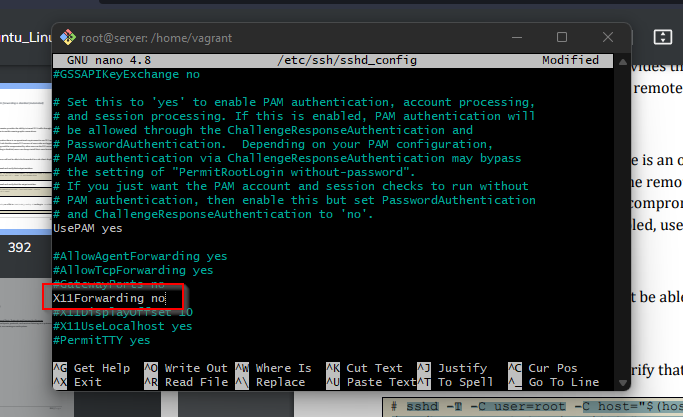 untu_Linu
root@server: /home/vagrant
GNU nano 4.8 /etc/ssh/sshd_config Modified
#GSSAPIKeyExchange no
# Set this to 'yes' to enable PAM authentication, account processing,
# and session processing. If this is enabled, PAM authentication will
# be allowed through the ChallengeResponseAuthentication and
# PasswordAuthentication.  Depending on your PAM configuration,
# PAM authentication via ChallengeResponseAuthentication may bypass
# the setting of "PermitRootLogin without-password".
# If you just want the PAM account and session checks to run without
# PAM authentication, then enable this but set PasswordAuthentication
# and ChallengeResponseAuthentication to 'no'.
UsePAM yes
#AllowAgentForwarding yes
#AllowTcpForwarding yes
#GatewayPorts no
X11Forwarding no
#X11DisplayOffset 10
#X11UseLocalhost yes
#PermitTTY yes
^G Get Help ^O Write Out ^W Where Is ^K Cut Text ^J Justify ^C Cur Pos
^X Exit ^R Read File ^\ Replace ^U Paste Text ^T To Spell ^_ Go To Line
392
vides th
remote
e is an o
ne remo
comprom
led, use
t be able
rify that
# sshd -T -C user=root -C host="$(hos